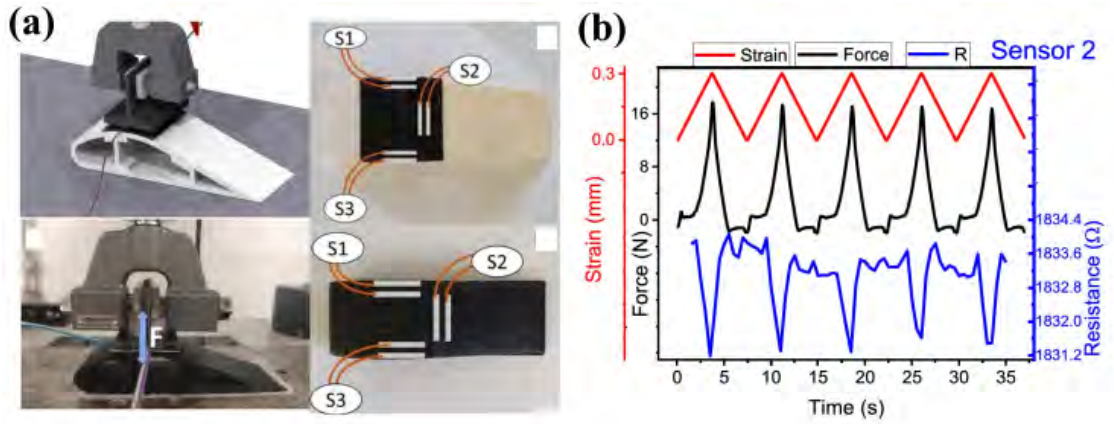 (a)
S1
S2
S3
F
S1
S2
S3
(b)
Strain
Force
R
Sensor 2
0.3
0.0
Strain (mm)
16
12
8
4
0
Force (N)
1834.4
1833.6
1832.8
1832.0
1831.2
Resistance (Ω)
0 5 10 15 20 25 30 35
Time (s)